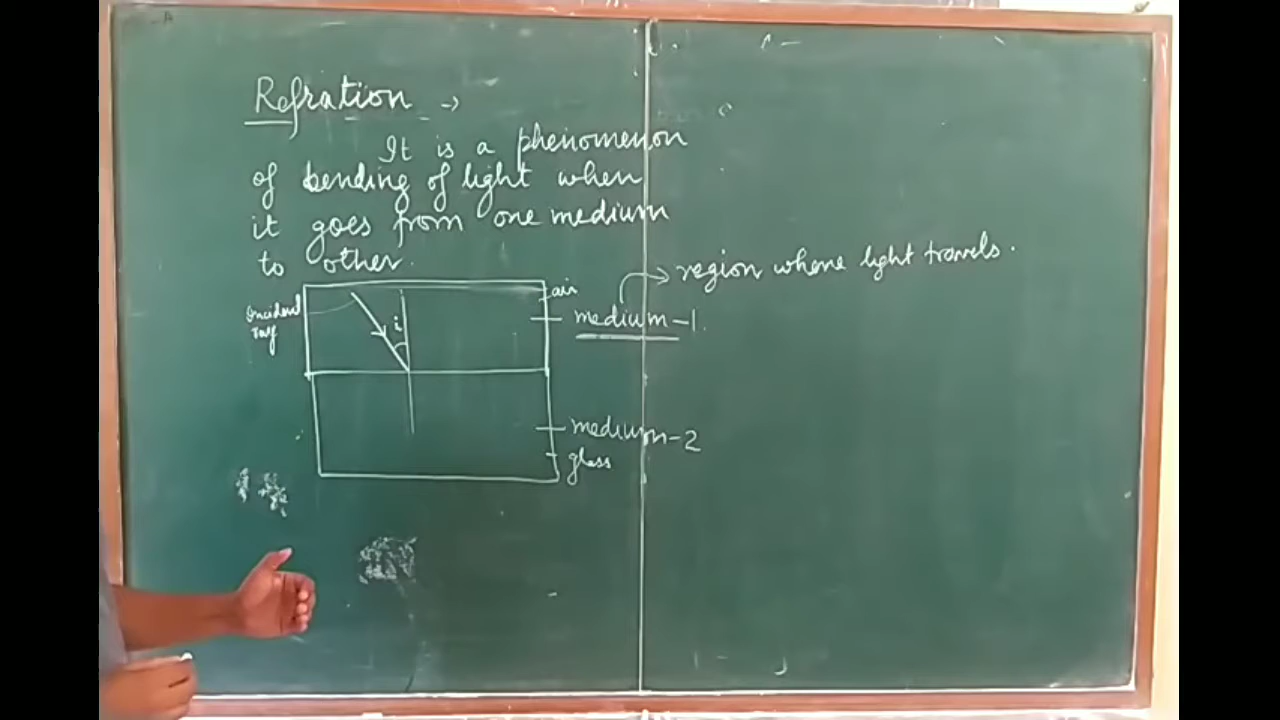 Refration →
It is a phenomenon
of bending of light when
it goes from one medium
to other.
region where light travels.
air
Incident
ray
i
medium-1.
medium-2
glass